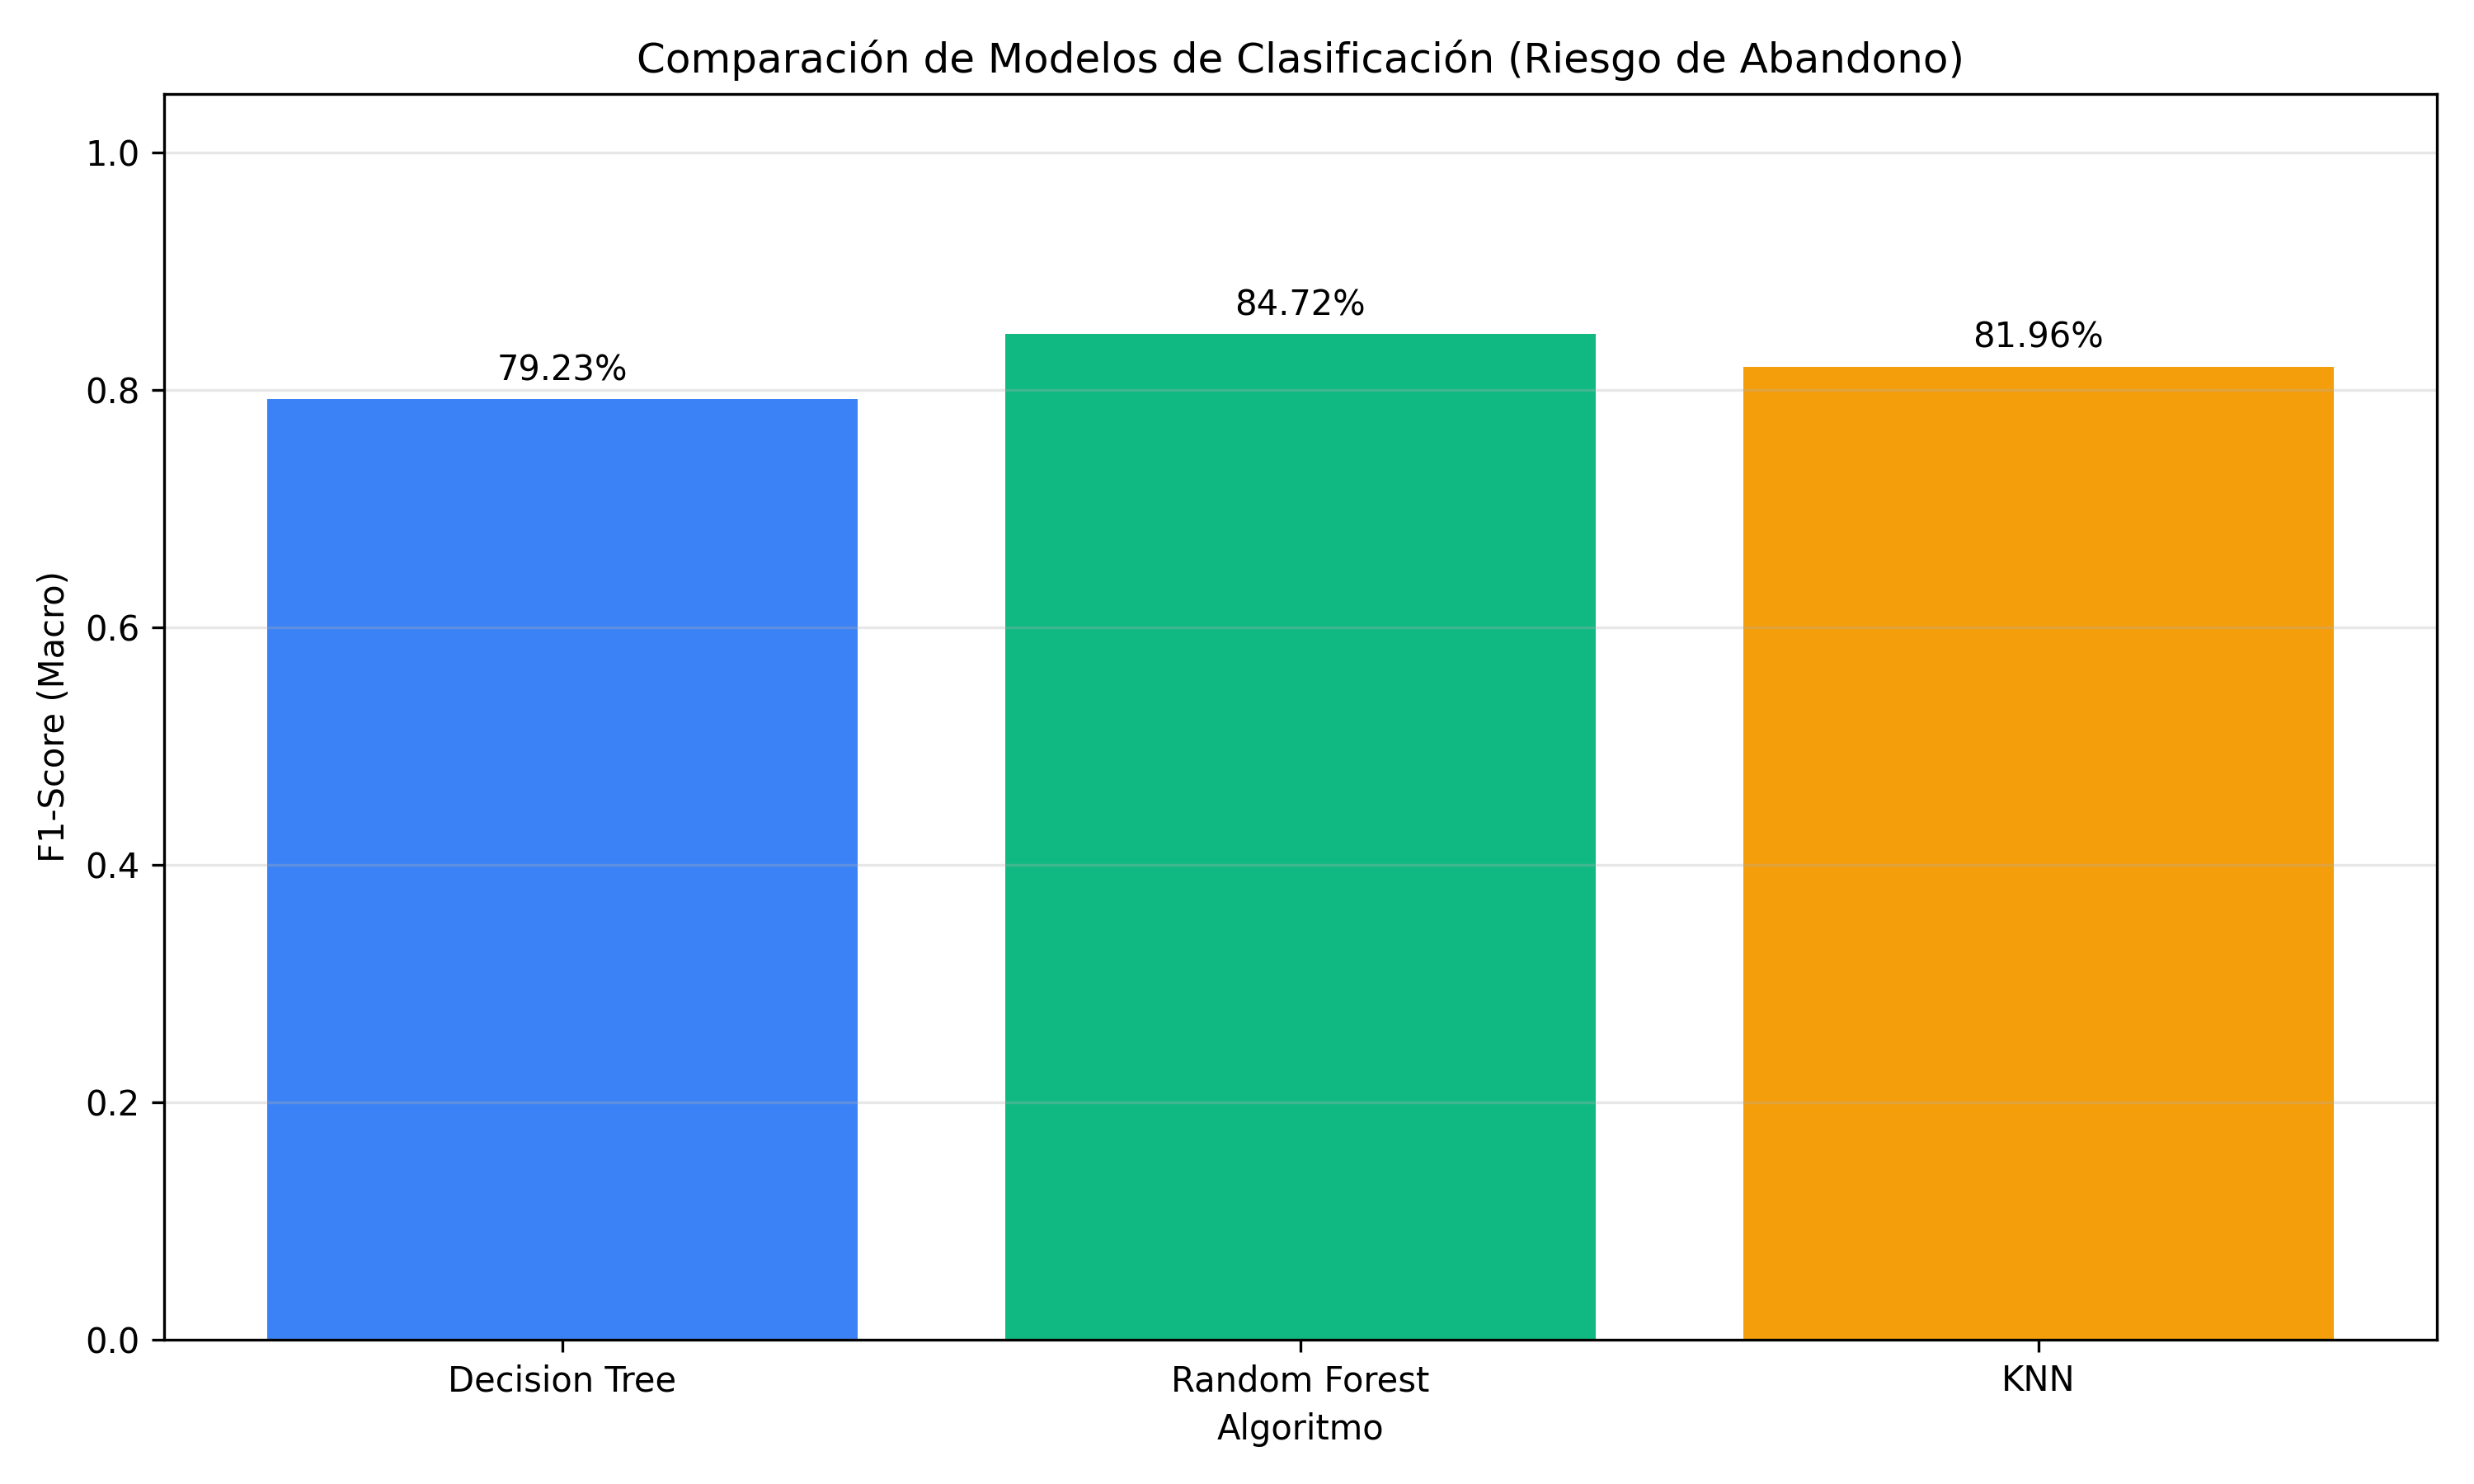 Comparación de Modelos de Clasificación (Riesgo de Abandono)
F1-Score (Macro)
1.0
0.8
0.6
0.4
0.2
0.0
79.23%
84.72%
81.96%
Decision Tree
Random Forest
KNN
Algoritmo